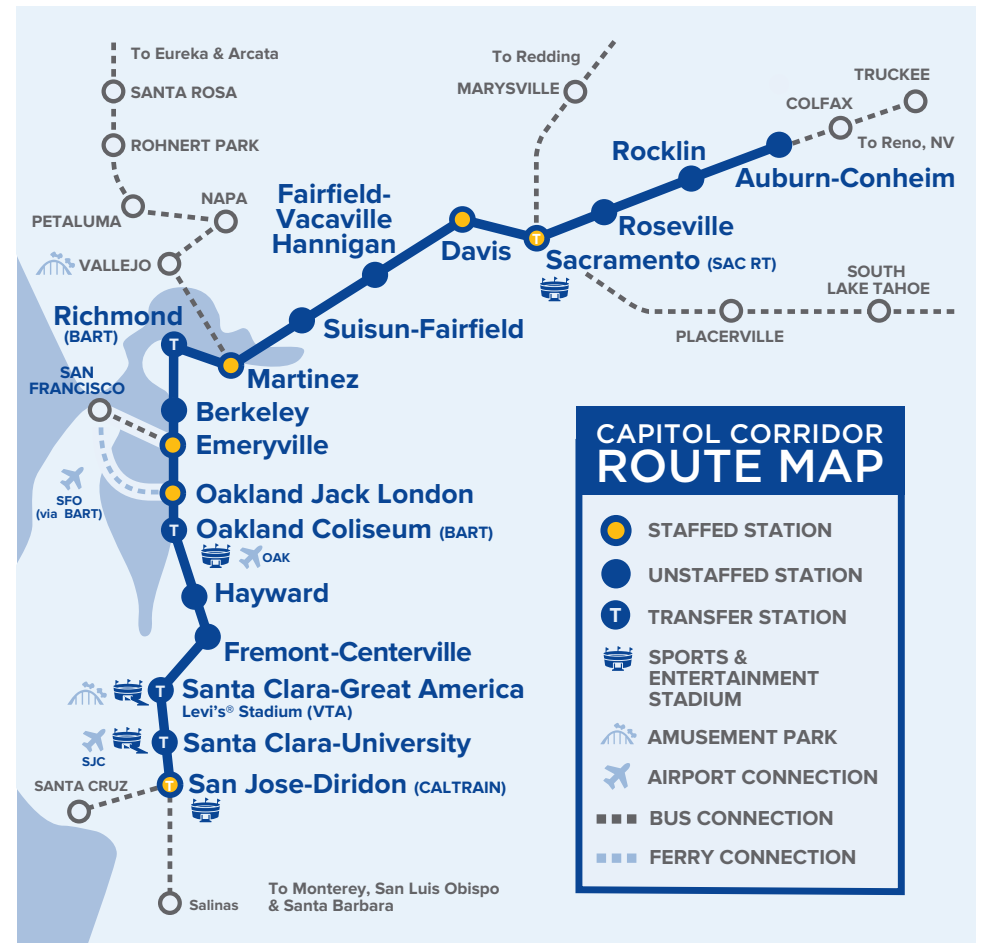 To Eureka & Arcata
SANTA ROSA
ROHNERT PARK
PETALUMA
NAPA
VALLEJO
To Redding
MARYSVILLE
TRUCKEE
COLFAX
To Reno, NV
Rocklin
Auburn-Conheim
Roseville
Fairfield-
Vacaville
Hannigan
Davis
Sacramento (SAC RT)
T
SOUTH
LAKE TAHOE
PLACERVILLE
Suisun-Fairfield
Richmond
(BART)
T
Martinez
SAN
FRANCISCO
Berkeley
Emeryville
SFO
(via BART)
Oakland Jack London
T
Oakland Coliseum (BART)
OAK
Hayward
Fremont-Centerville
T
Santa Clara-Great America
Levi's® Stadium (VTA)
T
Santa Clara-University
SJC
SANTA CRUZ
T
San Jose-Diridon (CALTRAIN)
Salinas
To Monterey, San Luis Obispo
& Santa Barbara
CAPITOL CORRIDOR
ROUTE MAP
STAFFED STATION
UNSTAFFED STATION
T
TRANSFER STATION
SPORTS &
ENTERTAINMENT
STADIUM
AMUSEMENT PARK
AIRPORT CONNECTION
BUS CONNECTION
FERRY CONNECTION